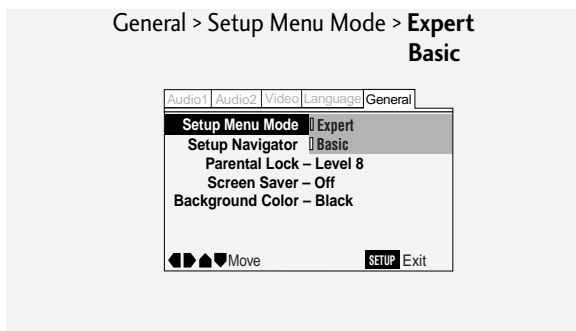 General > Setup Menu Mode > Expert
Basic
Audio1 Audio2 Video Language General
Setup Menu Mode Expert
Setup Navigator Basic
Parental Lock – Level 8
Screen Saver – Off
Background Color – Black
Move SETUP Exit